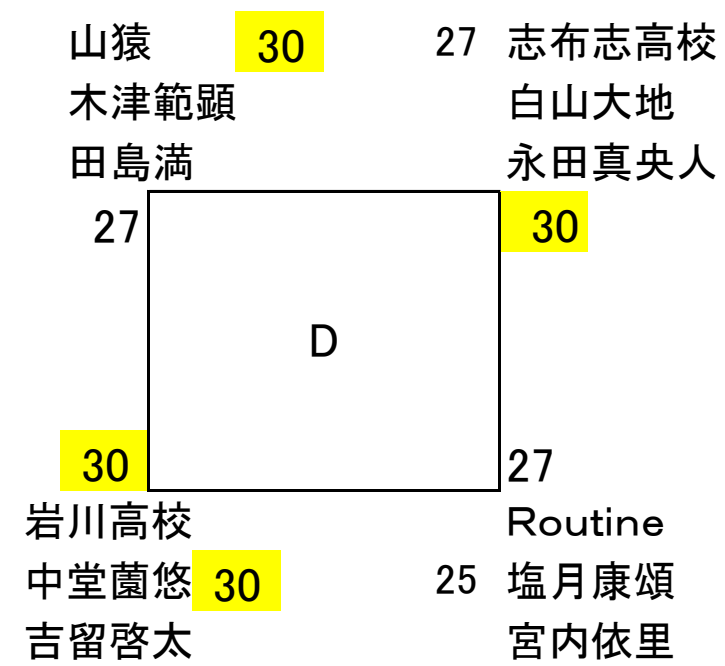 山猿 30 27 志布志高校
木津範顕 白山大地
田島満 永田真央人
27 30
D
30 27
岩川高校 Routine
中堂薗悠 30 25 塩月康頌
吉留啓太 宮内依里